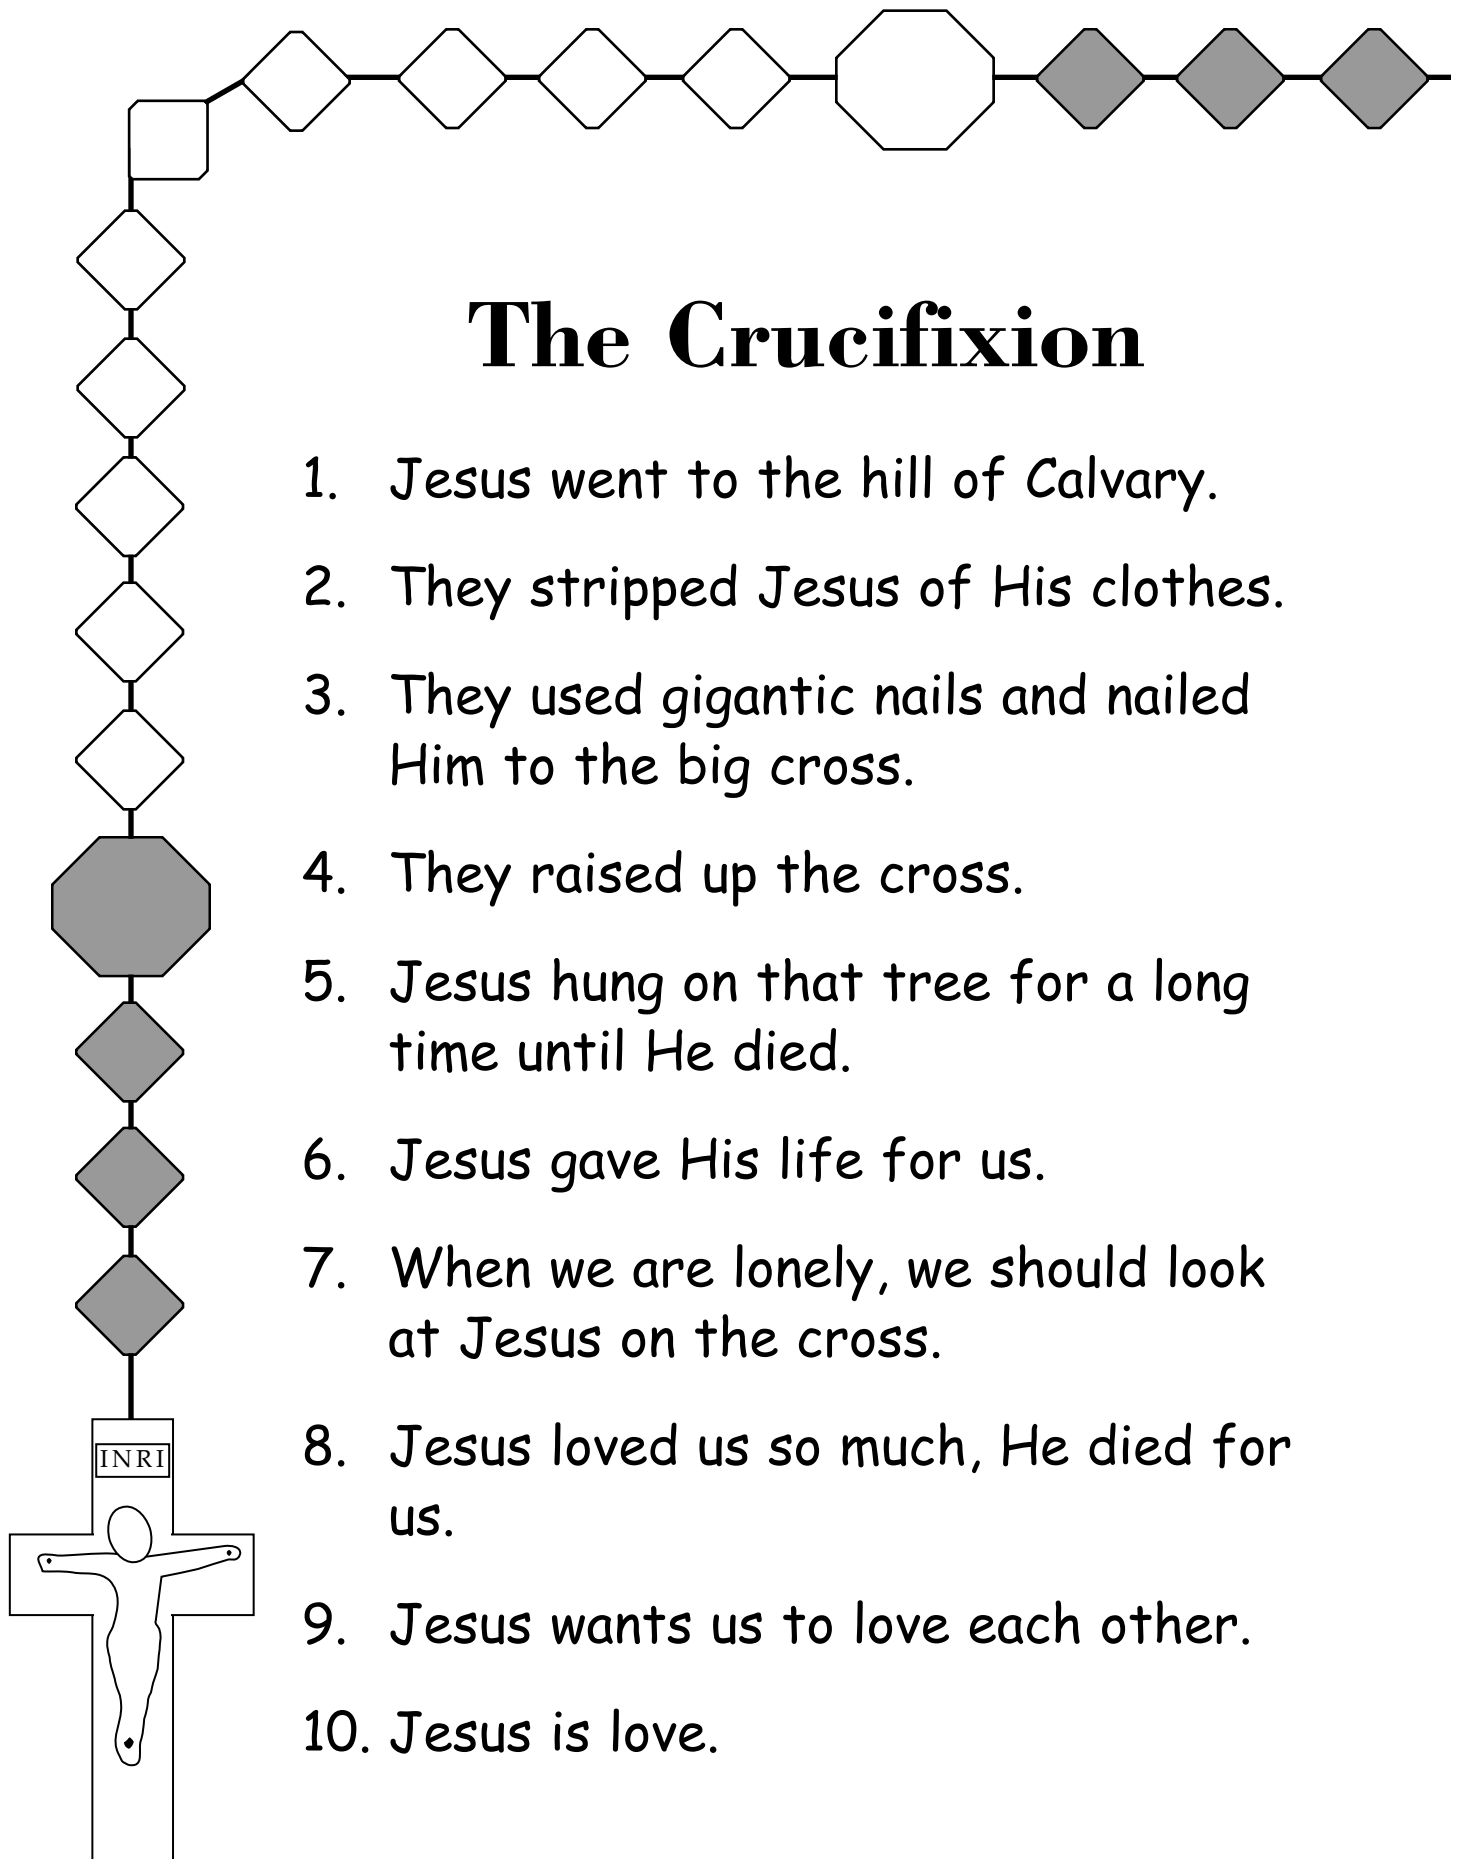 The Crucifixion
1. Jesus went to the hill of Calvary.
2. They stripped Jesus of His clothes.
3. They used gigantic nails and nailed
Him to the big cross.
4. They raised up the cross.
5. Jesus hung on that tree for a long
time until He died.
6. Jesus gave His life for us.
7. When we are lonely, we should look
at Jesus on the cross.
8. Jesus loved us so much, He died for
us.
9. Jesus wants us to love each other.
10. Jesus is love.
INRI